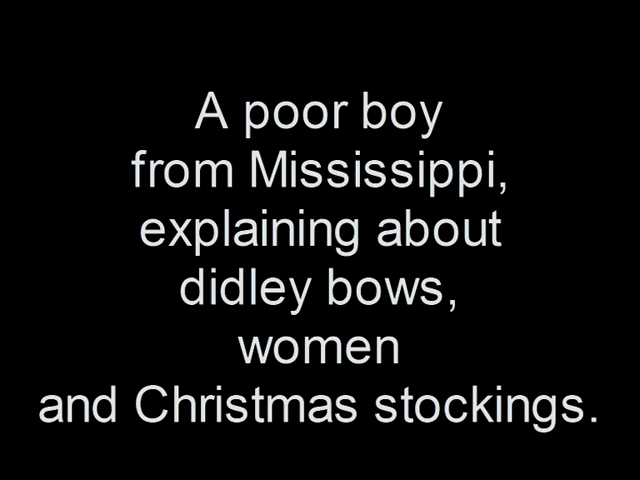 A poor boy
from Mississippi,
explaining about
didley bows,
women
and Christmas stockings.